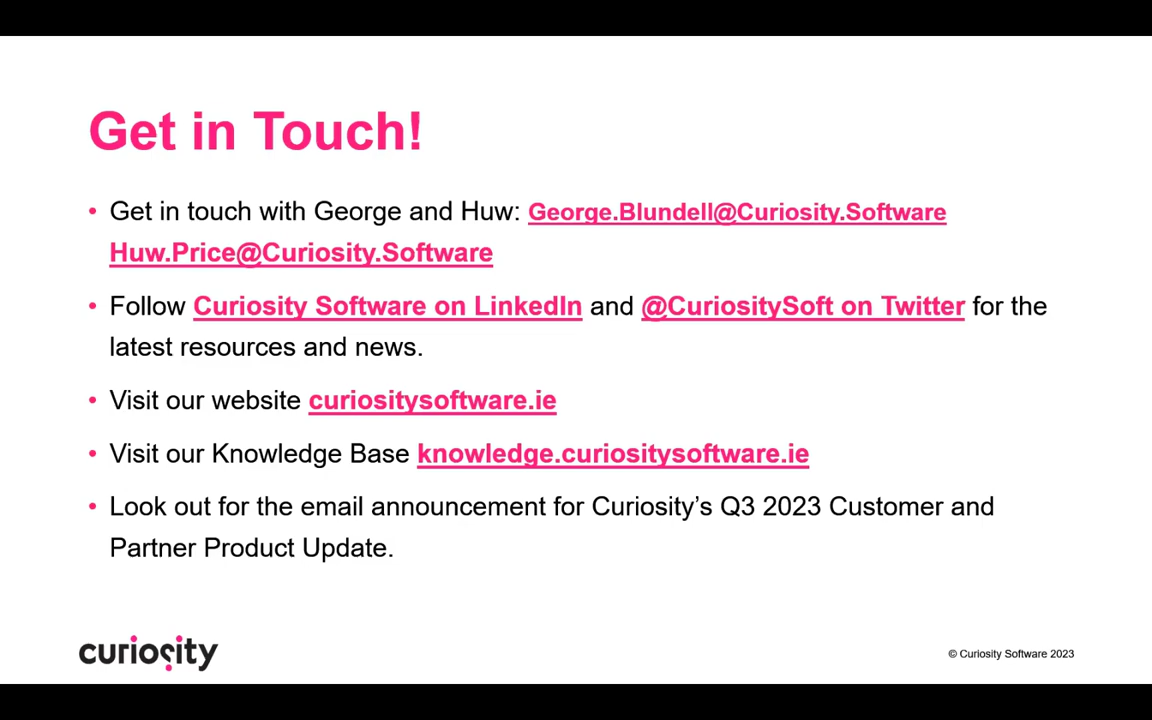 Get in Touch!
• Get in touch with George and Huw: George.Blundell@Curiosity.Software
Huw.Price@Curiosity.Software
• Follow Curiosity Software on LinkedIn and @CuriositySoft on Twitter for the
latest resources and news.
• Visit our website curiositysoftware.ie
• Visit our Knowledge Base knowledge.curiositysoftware.ie
• Look out for the email announcement for Curiosity’s Q3 2023 Customer and
Partner Product Update.
curiosity
© Curiosity Software 2023